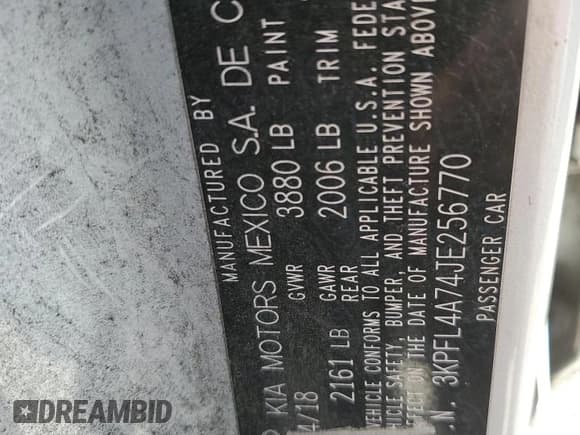 MANUFACTURED BY
KIA MOTORS MEXICO S.A. DE C
4/18 GVWR 3880 LB PAINT
2161 LB GAWR REAR 2006 LB TRIM
VEHICLE CONFORMS TO ALL APPLICABLE U.S.A. FEDE
HICLE SAFETY, BUMPER, AND THEFT PREVENTION STA
EFFECT ON THE DATE OF MANUFACTURE SHOWN ABOV
.N. 3KPFL4A74JE256770
PASSENGER CAR
DREAMBID